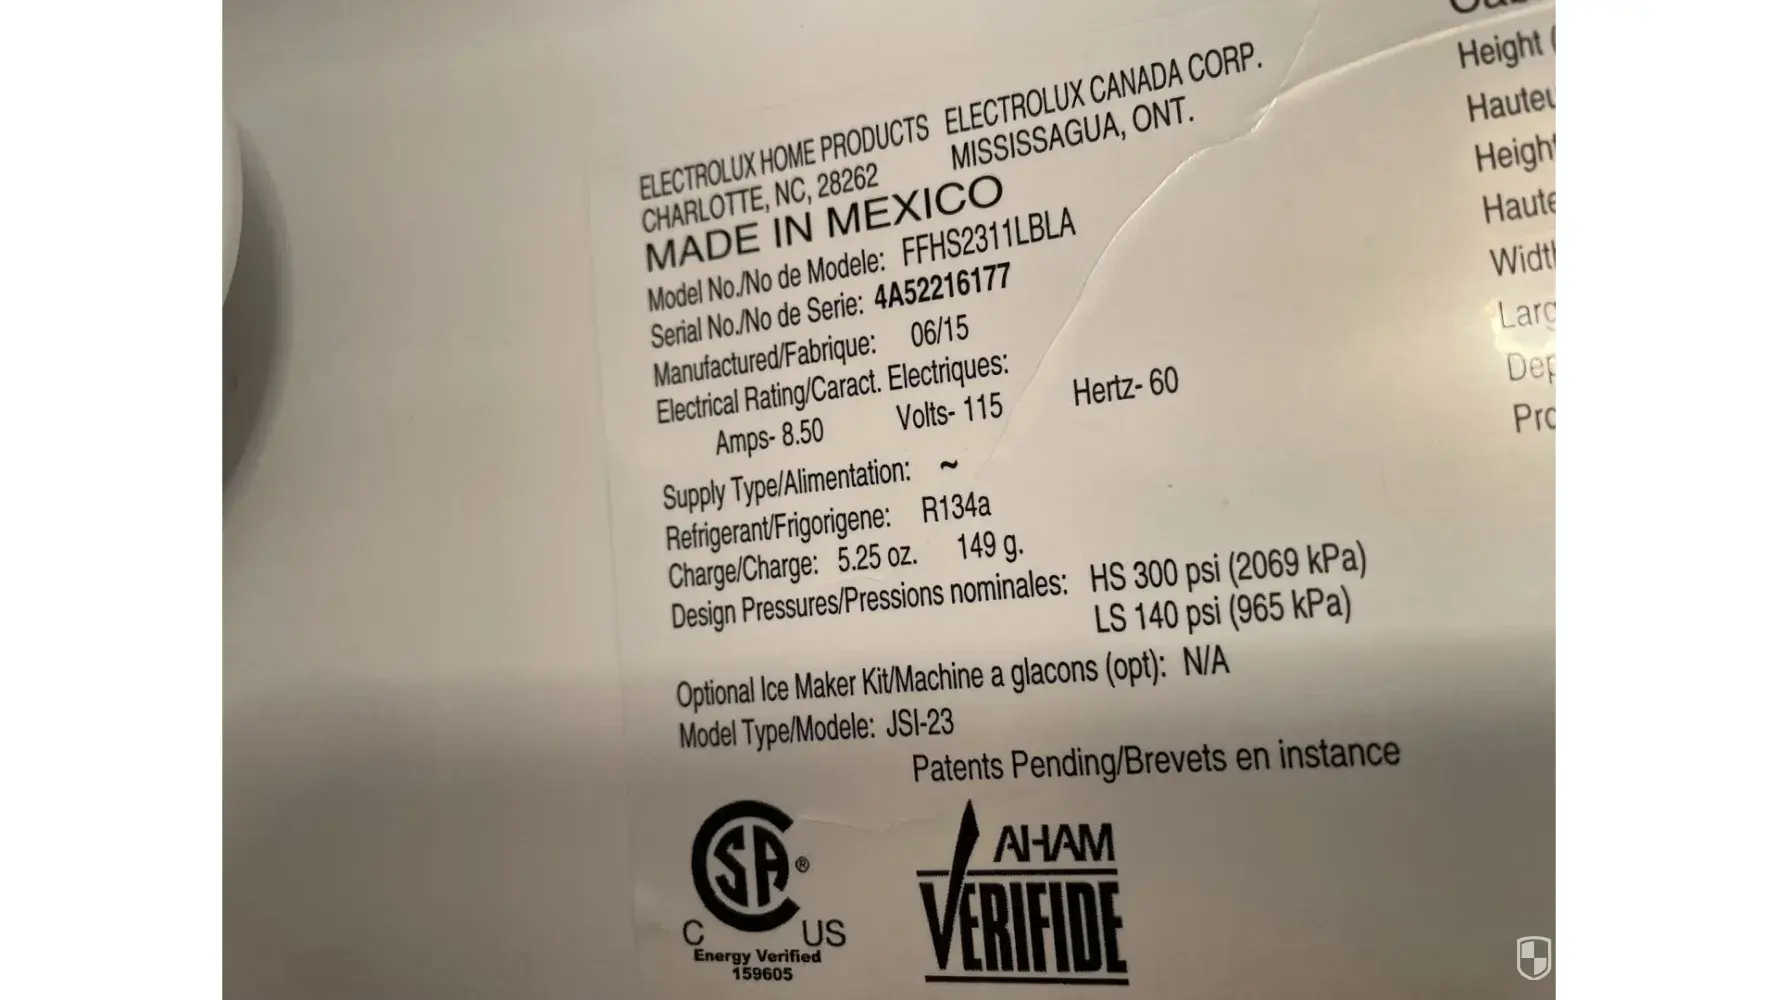 ELECTROLUX HOME PRODUCTS ELECTROLUX CANADA CORP.
CHARLOTTE, NC, 28262 MISSISSAGUA, ONT.
MADE IN MEXICO
Model No./No de Modele: FFHS2311LBLA
Serial No./No de Serie: 4A52216177
Manufactured/Fabrique: 06/15
Electrical Rating/Caract. Electriques:
Amps- 8.50 Volts- 115 Hertz- 60
Supply Type/Alimentation: ~
Refrigerant/Frigorigene: R134a
Charge/Charge: 5.25 oz. 149 g.
Design Pressures/Pressions nominales: HS 300 psi (2069 kPa)
LS 140 psi (965 kPa)
Optional Ice Maker Kit/Machine a glacons (opt): N/A
Model Type/Modele: JSI-23
Patents Pending/Brevets en instance
CSA®
C US
Energy Verified
159605
AHAM
VERIFIDE
Height (
Hauteu
Height
Haute
Width
Larg
Dep
Pro